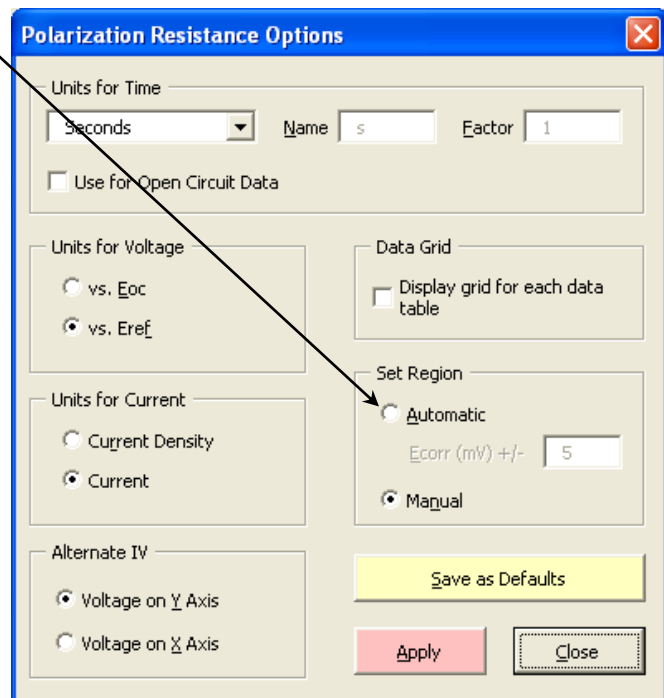 Polarization Resistance Options
Units for Time
Seconds Name s Factor 1
Use for Open Circuit Data
Units for Voltage
vs. Eoc
vs. Eref
Data Grid
Display grid for each data
table
Units for Current
Current Density
Current
Set Region
Automatic
Ecorr (mV) +/- 5
Manual
Alternate IV
Voltage on Y Axis
Voltage on X Axis
Save as Defaults
Apply Close